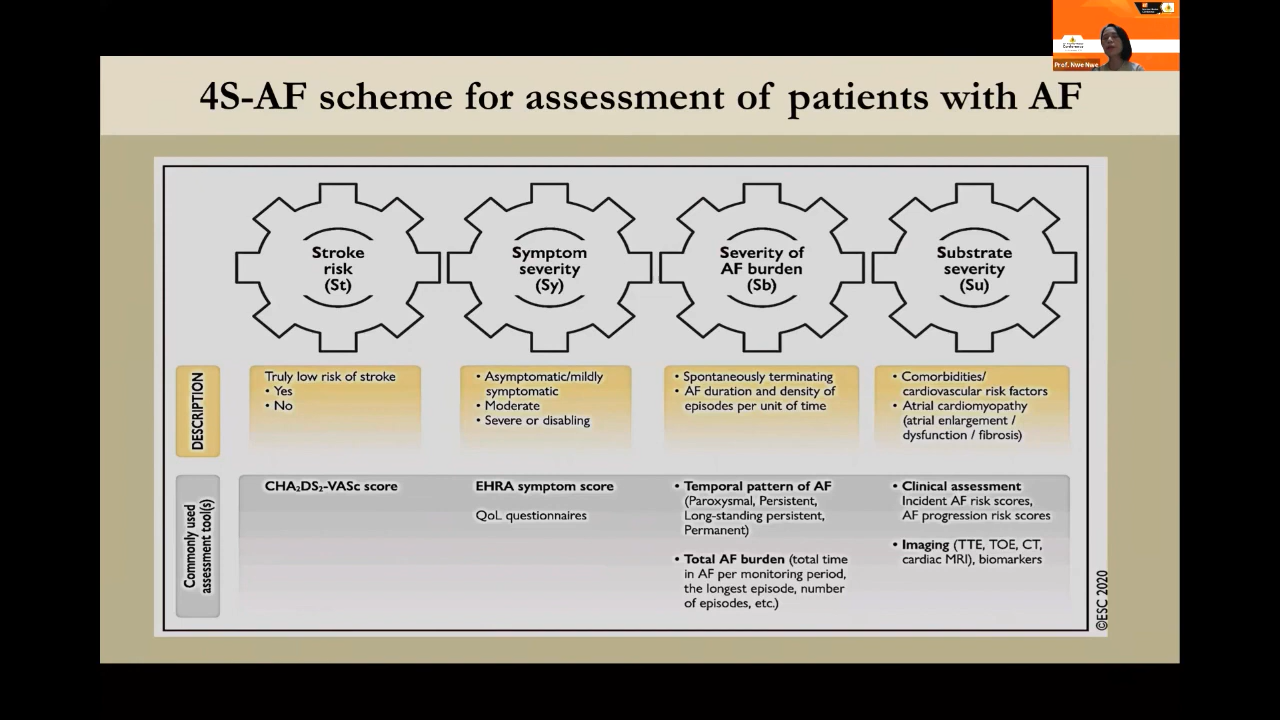 4S-AF scheme for assessment of patients with AF
Prof. Nwe Nwe
Conference
Stroke
risk
(St)
Symptom
severity
(Sy)
Severity of
AF burden
(Sb)
Substrate
severity
(Su)
DESCRIPTION
Truly low risk of stroke
• Yes
• No
• Asymptomatic/mildly
symptomatic
• Moderate
• Severe or disabling
• Spontaneously terminating
• AF duration and density of
episodes per unit of time
• Comorbidities/
cardiovascular risk factors
• Atrial cardiomyopathy
(atrial enlargement /
dysfunction / fibrosis)
Commonly used
assessment tool(s)
CHA₂DS₂-VASc score
EHRA symptom score
QoL questionnaires
• Temporal pattern of AF
(Paroxysmal, Persistent,
Long-standing persistent,
Permanent)
• Total AF burden (total time
in AF per monitoring period,
the longest episode, number
of episodes, etc.)
• Clinical assessment
Incident AF risk scores,
AF progression risk scores
• Imaging (TTE, TOE, CT,
cardiac MRI), biomarkers
©ESC 2020